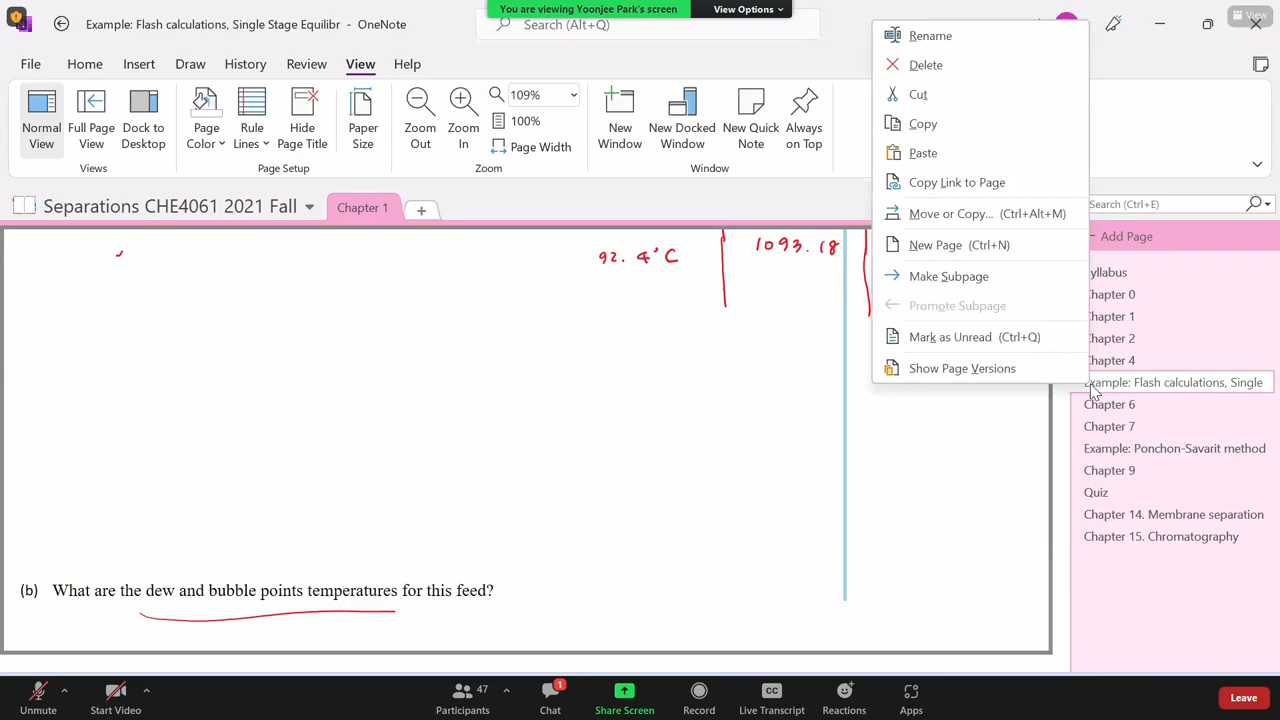 You are viewing Yoonjee Park's screen
View Options
View
Example: Flash calculations, Single Stage Equilibr - OneNote
Search (Alt+Q)
File Home Insert Draw History Review View Help
Normal View
Full Page View
Dock to Desktop
Views
Page Color
Rule Lines
Hide Page Title
Page Setup
Paper Size
Zoom Out
Zoom In
109%
100%
Page Width
Zoom
New Window
New Docked Window
New Quick Note
Always on Top
Window
Rename
Delete
Cut
Copy
Paste
Copy Link to Page
Move or Copy... (Ctrl+Alt+M)
New Page (Ctrl+N)
Make Subpage
Promote Subpage
Mark as Unread (Ctrl+Q)
Show Page Versions
Separations CHE4061 2021 Fall
Chapter 1
Search (Ctrl+E)
Add Page
yllabus
hapter 0
hapter 1
hapter 2
hapter 4
xample: Flash calculations, Single
Chapter 6
Chapter 7
Example: Ponchon-Savarit method
Chapter 9
Quiz
Chapter 14. Membrane separation
Chapter 15. Chromatography
92.4°C
1093.18
(b) What are the dew and bubble points temperatures for this feed?
Unmute
Start Video
47
Participants
1
Chat
Share Screen
Record
CC
Live Transcript
Reactions
Apps
Leave